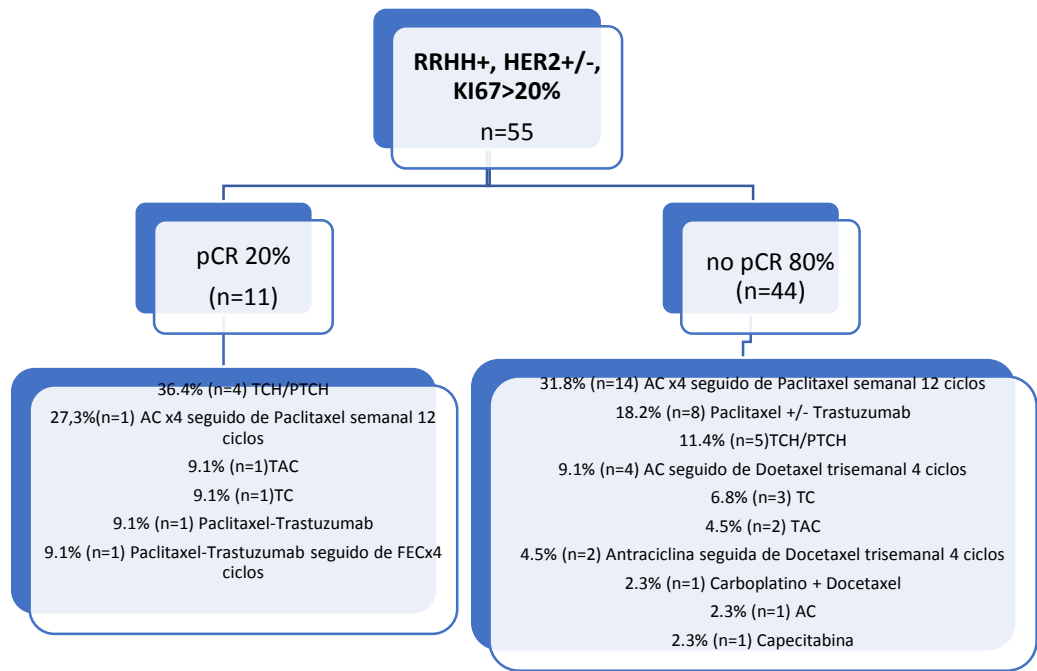 RRHH+, HER2+/-,
KI67>20%
n=55
pCR 20%
(n=11)
no pCR 80%
(n=44)
36.4% (n=4) TCH/PTCH
27,3%(n=1) AC x4 seguido de Paclitaxel semanal 12
ciclos
9.1% (n=1)TAC
9.1% (n=1)TC
9.1% (n=1) Paclitaxel-Trastuzumab
9.1% (n=1) Paclitaxel-Trastuzumab seguido de FECx4
ciclos
31.8% (n=14) AC x4 seguido de Paclitaxel semanal 12 ciclos
18.2% (n=8) Paclitaxel +/- Trastuzumab
11.4% (n=5)TCH/PTCH
9.1% (n=4) AC seguido de Doetaxel trisemanal 4 ciclos
6.8% (n=3) TC
4.5% (n=2) TAC
4.5% (n=2) Antraciclina seguida de Docetaxel trisemanal 4 ciclos
2.3% (n=1) Carboplatino + Docetaxel
2.3% (n=1) AC
2.3% (n=1) Capecitabina